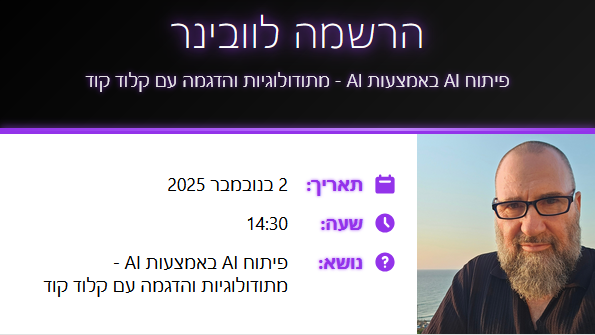 הרשמה לוובינר
פיתוח AI באמצעות AI - מתודולוגיות והדגמה עם קלוד קוד
תאריך: 2 בנובמבר 2025
שעה: 14:30
נושא: פיתוח AI באמצעות AI -
מתודולוגיות והדגמה עם קלוד קוד